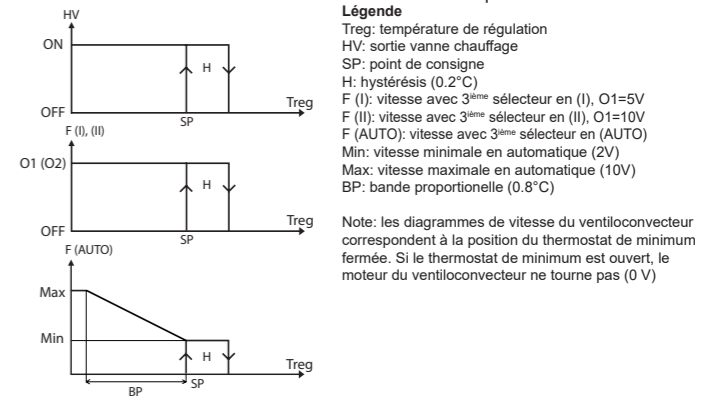 HV
ON
H
OFF
SP
Treg
F (I), (II)
O1 (O2)
H
OFF
SP
Treg
F (AUTO)
Max
Min
H
Treg
SP
BP
Légende
Treg: température de régulation
HV: sortie vanne chauffage
SP: point de consigne
H: hystérésis (0.2°C)
F (I): vitesse avec 3ième sélecteur en (I), O1=5V
F (II): vitesse avec 3ième sélecteur en (II), O1=10V
F (AUTO): vitesse avec 3ième sélecteur en (AUTO)
Min: vitesse minimale en automatique (2V)
Max: vitesse maximale en automatique (10V)
BP: bande proportionelle (0.8°C)
Note: les diagrammes de vitesse du ventiloconvecteur
correspondent à la position du thermostat de minimum
fermée. Si le thermostat de minimum est ouvert, le
moteur du ventiloconvecteur ne tourne pas (0 V)